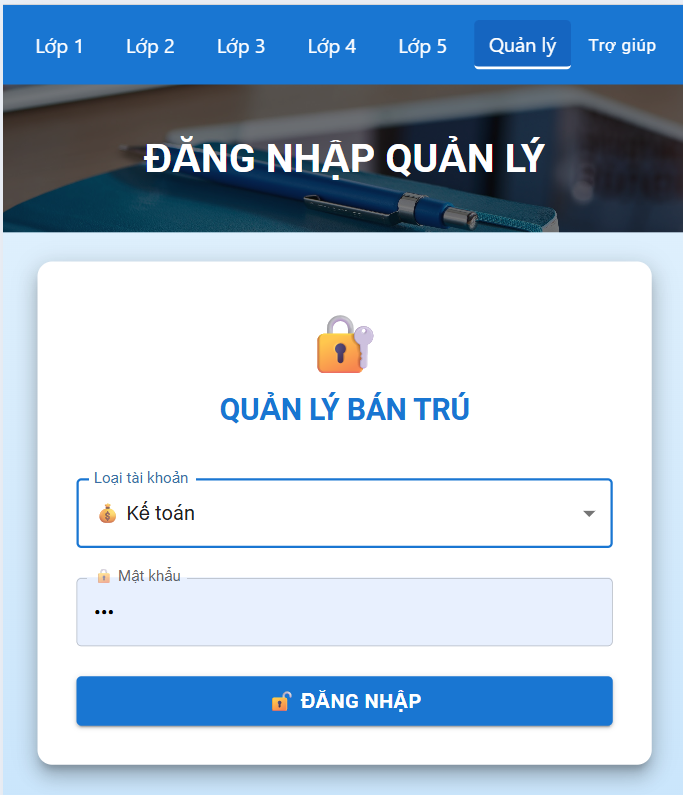 Lớp 1 Lớp 2 Lớp 3 Lớp 4 Lớp 5 Quản lý Trợ giúp
ĐĂNG NHẬP QUẢN LÝ
QUẢN LÝ BÁN TRÚ
Loại tài khoản
Kế toán
Mật khẩu
•••
ĐĂNG NHẬP